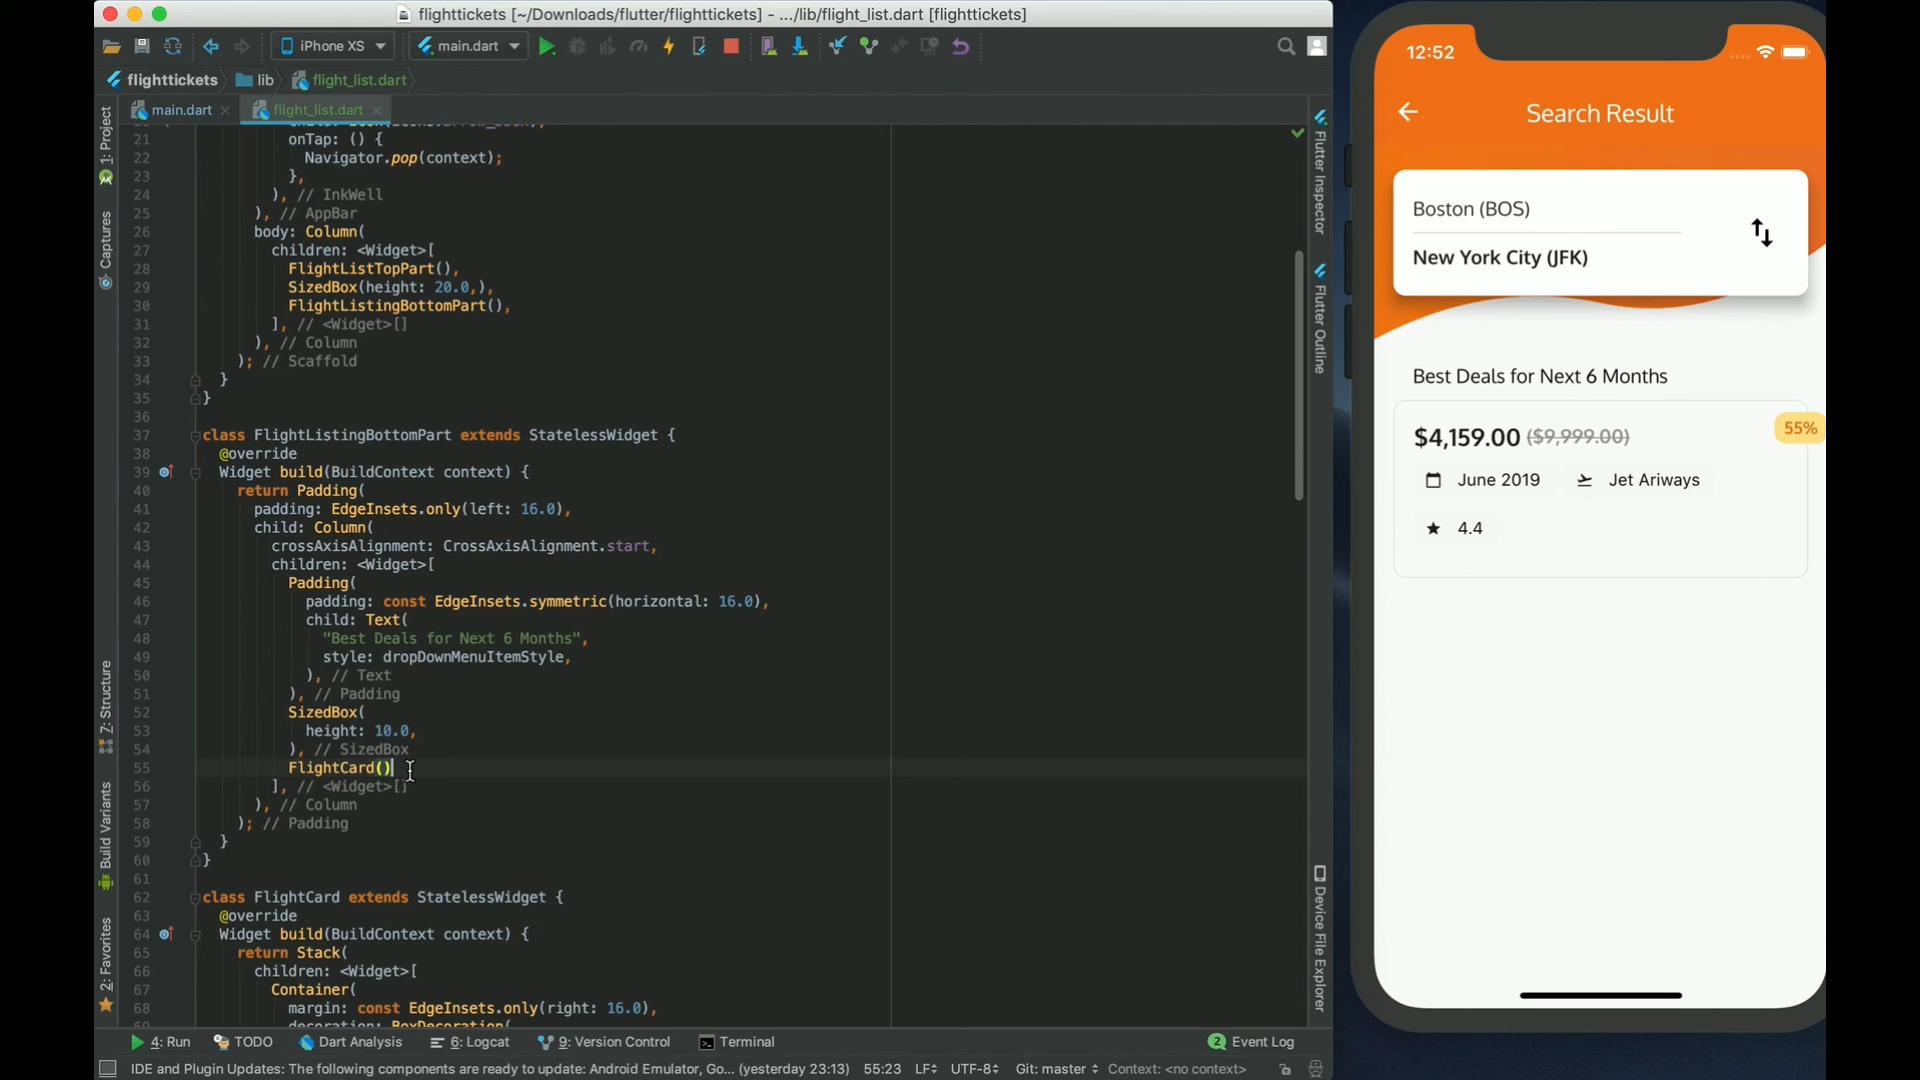 flighttickets [~/Downloads/flutter/flighttickets] - .../lib/flight_list.dart [flighttickets]
iPhone XS
main.dart
flighttickets
lib
flight_list.dart
main.dart
flight_list.dart
21 onTap: () {
22 Navigator.pop(context);
23 },
24 ), // InkWell
25 ), // AppBar
26 body: Column(
27 children: <Widget>[
28 FlightListTopPart(),
29 SizedBox(height: 20.0,),
30 FlightListingBottomPart(),
31 ], // <Widget>[]
32 ), // Column
33 ); // Scaffold
34 }
35 }
36
37 class FlightListingBottomPart extends StatelessWidget {
38 @override
39 Widget build(BuildContext context) {
40 return Padding(
41 padding: EdgeInsets.only(left: 16.0),
42 child: Column(
43 crossAxisAlignment: CrossAxisAlignment.start,
44 children: <Widget>[
45 Padding(
46 padding: const EdgeInsets.symmetric(horizontal: 16.0),
47 child: Text(
48 "Best Deals for Next 6 Months",
49 style: dropDownMenuItemStyle,
50 ), // Text
51 ), // Padding
52 SizedBox(
53 height: 10.0,
54 ), // SizedBox
55 FlightCard()
56 ], // <Widget>[]
57 ), // Column
58 ); // Padding
59 }
60 }
61
62 class FlightCard extends StatelessWidget {
63 @override
64 Widget build(BuildContext context) {
65 return Stack(
66 children: <Widget>[
67 Container(
68 margin: const EdgeInsets.only(right: 16.0),
69 decoration: BoxDecoration(
1: Project
Captures
7: Structure
Build Variants
2: Favorites
Flutter Inspector
Flutter Outline
Device File Explorer
4: Run
TODO
Dart Analysis
6: Logcat
9: Version Control
Terminal
2 Event Log
IDE and Plugin Updates: The following components are ready to update: Android Emulator, Go... (yesterday 23:13)
55:23
LF
UTF-8
Git: master
Context: <no context>
12:52
Search Result
Boston (BOS)
New York City (JFK)
Best Deals for Next 6 Months
$4,159.00 ($9,999.00)
55%
June 2019
Jet Ariways
4.4